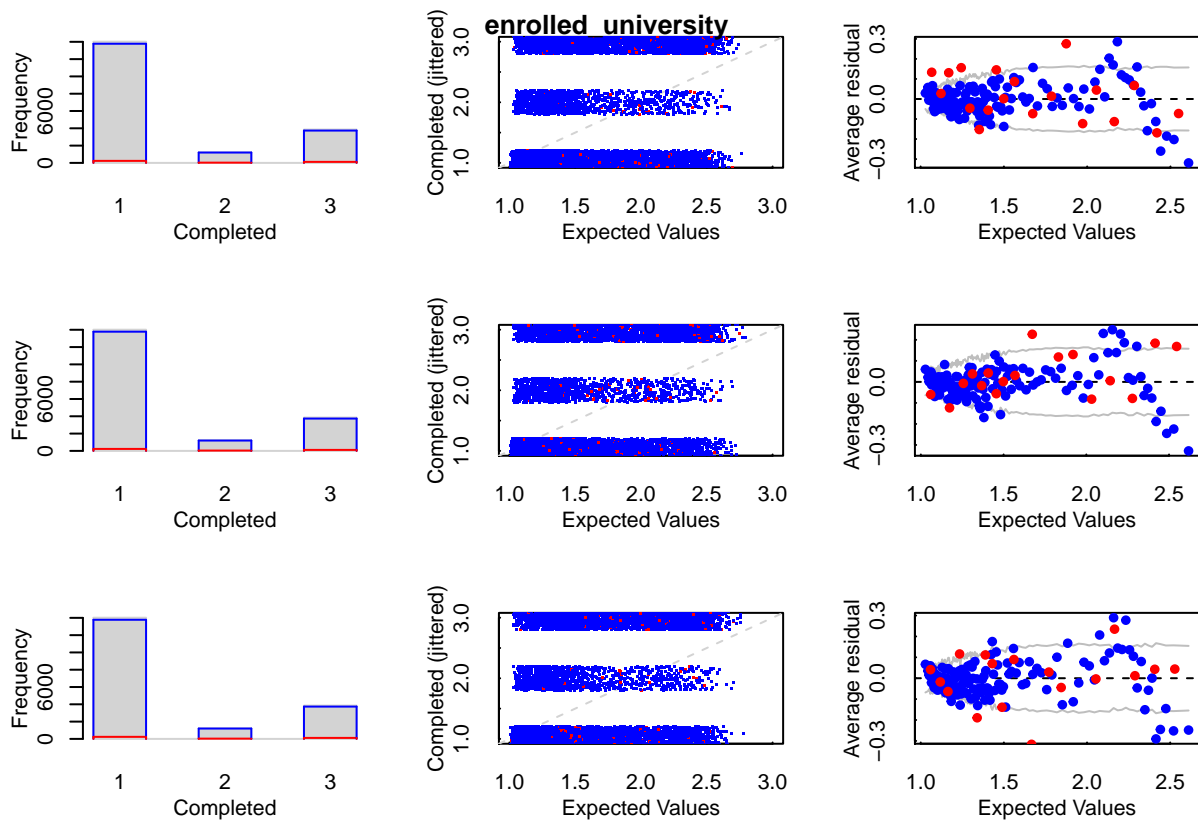 enrolled_university
Frequency
0 6000
1 2 3
Completed
Completed (jittered)
1.0 2.0 3.0
1.0 1.5 2.0 2.5 3.0
Expected Values
Average residual
−0.3 0.0 0.3
1.0 1.5 2.0 2.5
Expected Values
Frequency
0 6000
1 2 3
Completed
Completed (jittered)
1.0 2.0 3.0
1.0 1.5 2.0 2.5 3.0
Expected Values
Average residual
−0.3 0.0
1.0 1.5 2.0 2.5
Expected Values
Frequency
0 6000
1 2 3
Completed
Completed (jittered)
1.0 2.0 3.0
1.0 1.5 2.0 2.5 3.0
Expected Values
Average residual
−0.3 0.0 0.3
1.0 1.5 2.0 2.5
Expected Values